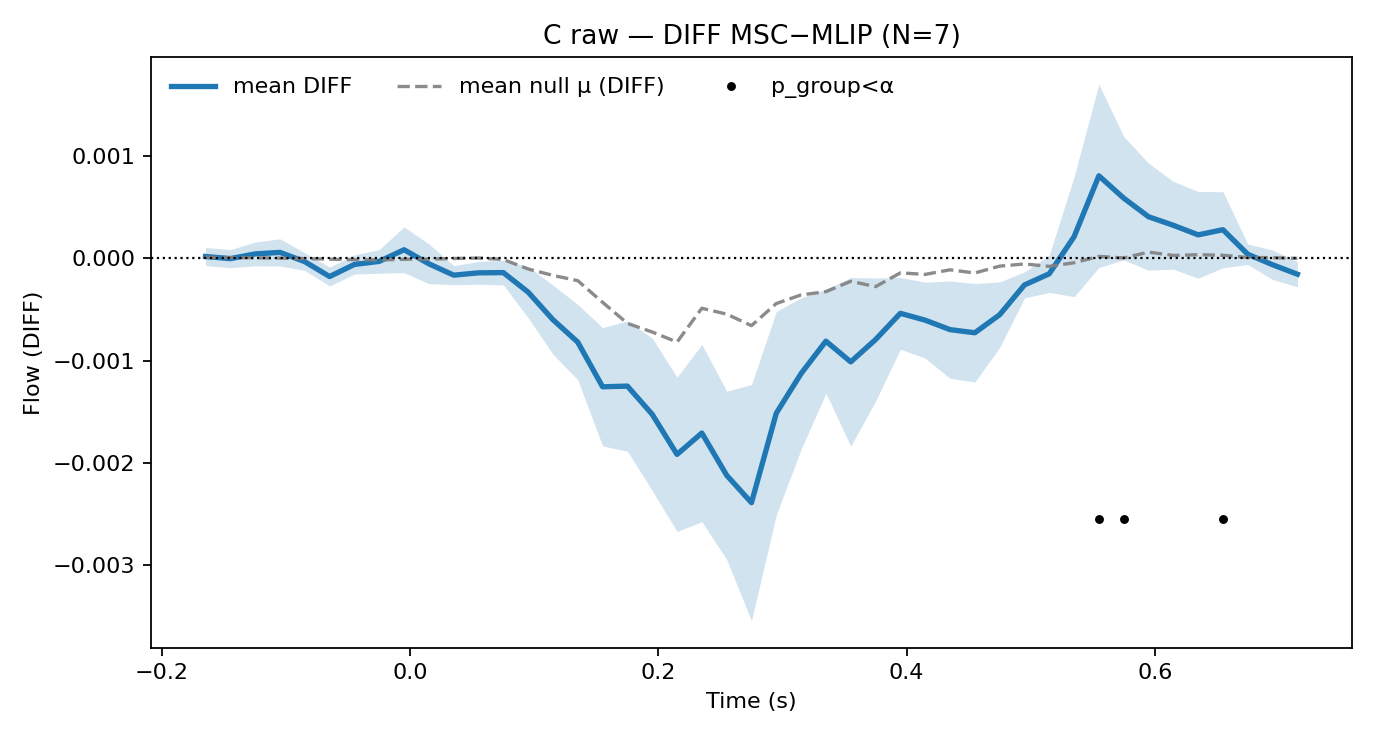 C raw — DIFF MSC−MLIP (N=7)
mean DIFF
mean null μ (DIFF)
p_group<α
Flow (DIFF)
0.001
0.000
−0.001
−0.002
−0.003
−0.2
0.0
0.2
0.4
0.6
Time (s)